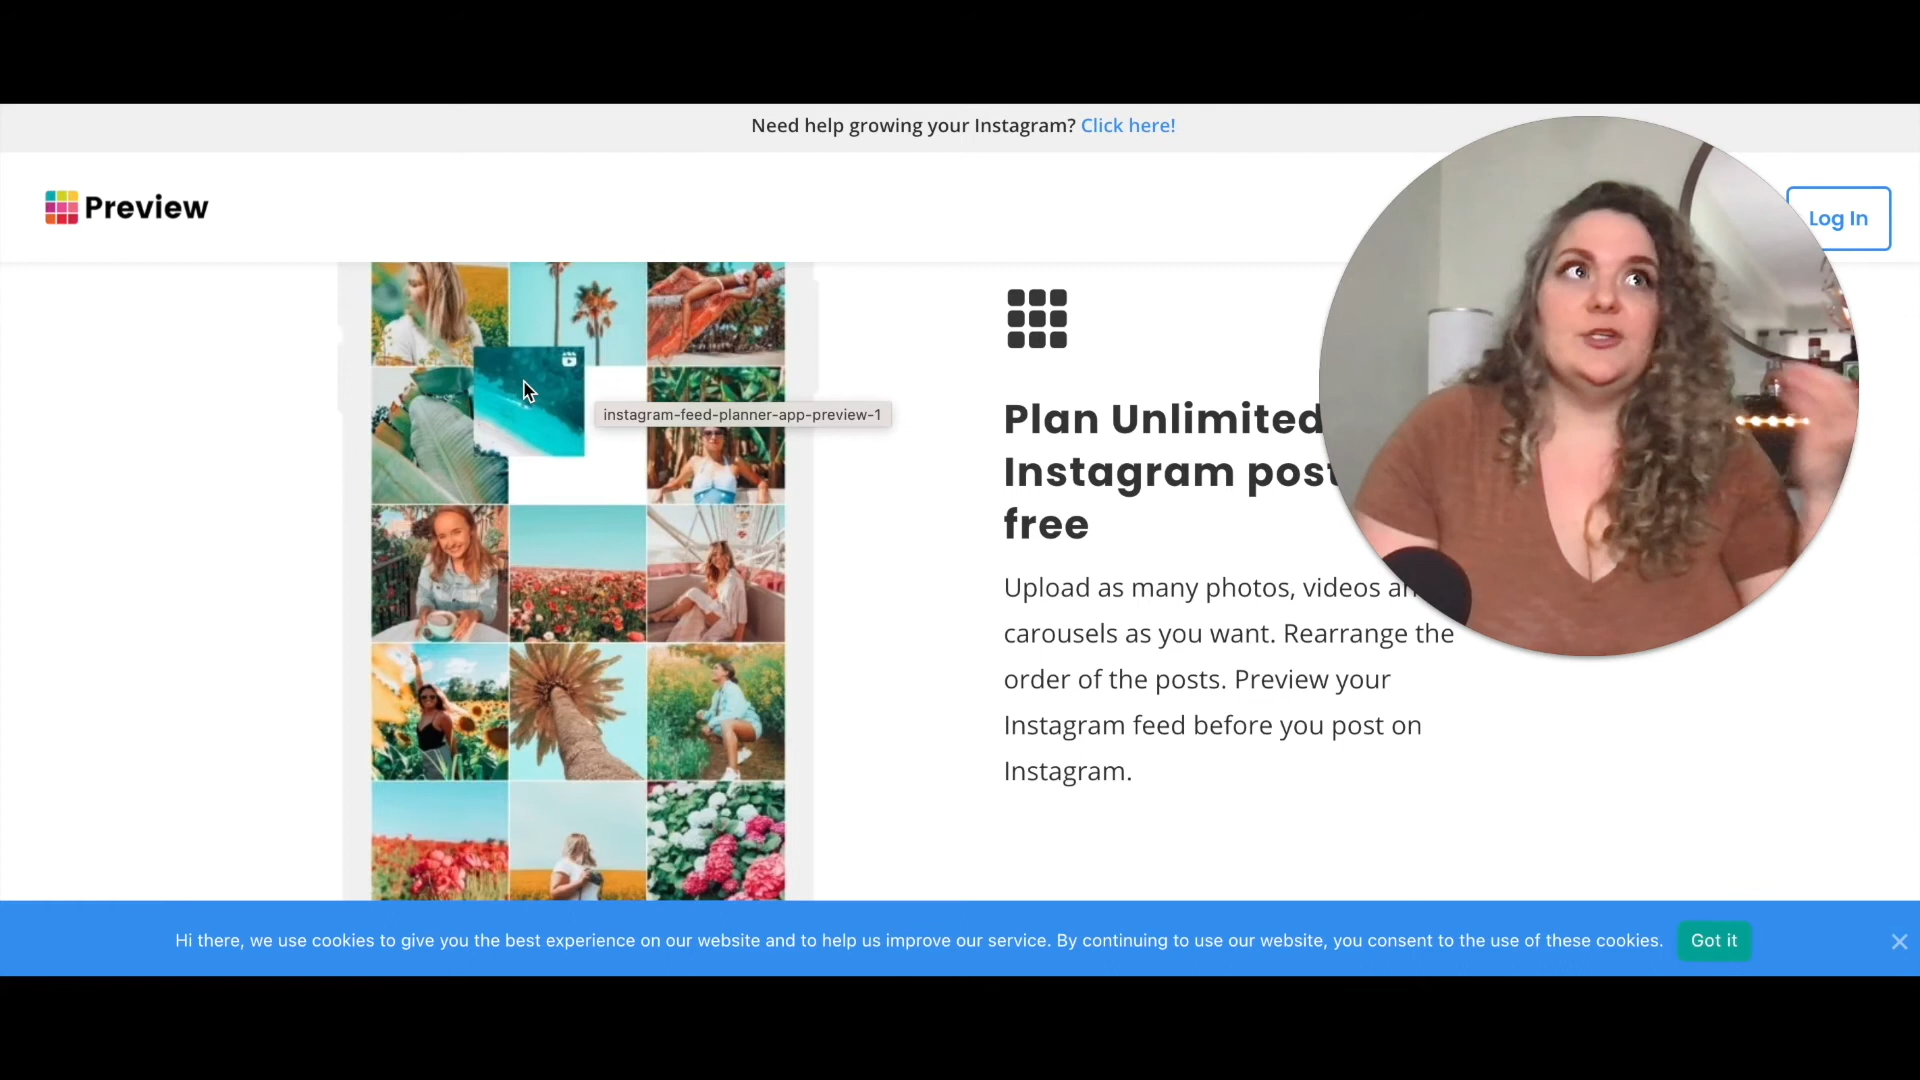 Need help growing your Instagram? Click here!
Preview
Log In
instagram-feed-planner-app-preview-1
Plan Unlimited
Instagram
free
Upload as many photos, videos
carousels as you want. Rearrange the
order of the posts. Preview your
Instagram feed before you post on
Instagram.
Hi there, we use cookies to give you the best experience on our website and to help us improve our service. By continuing to use our website, you consent to the use of these cookies. Got it